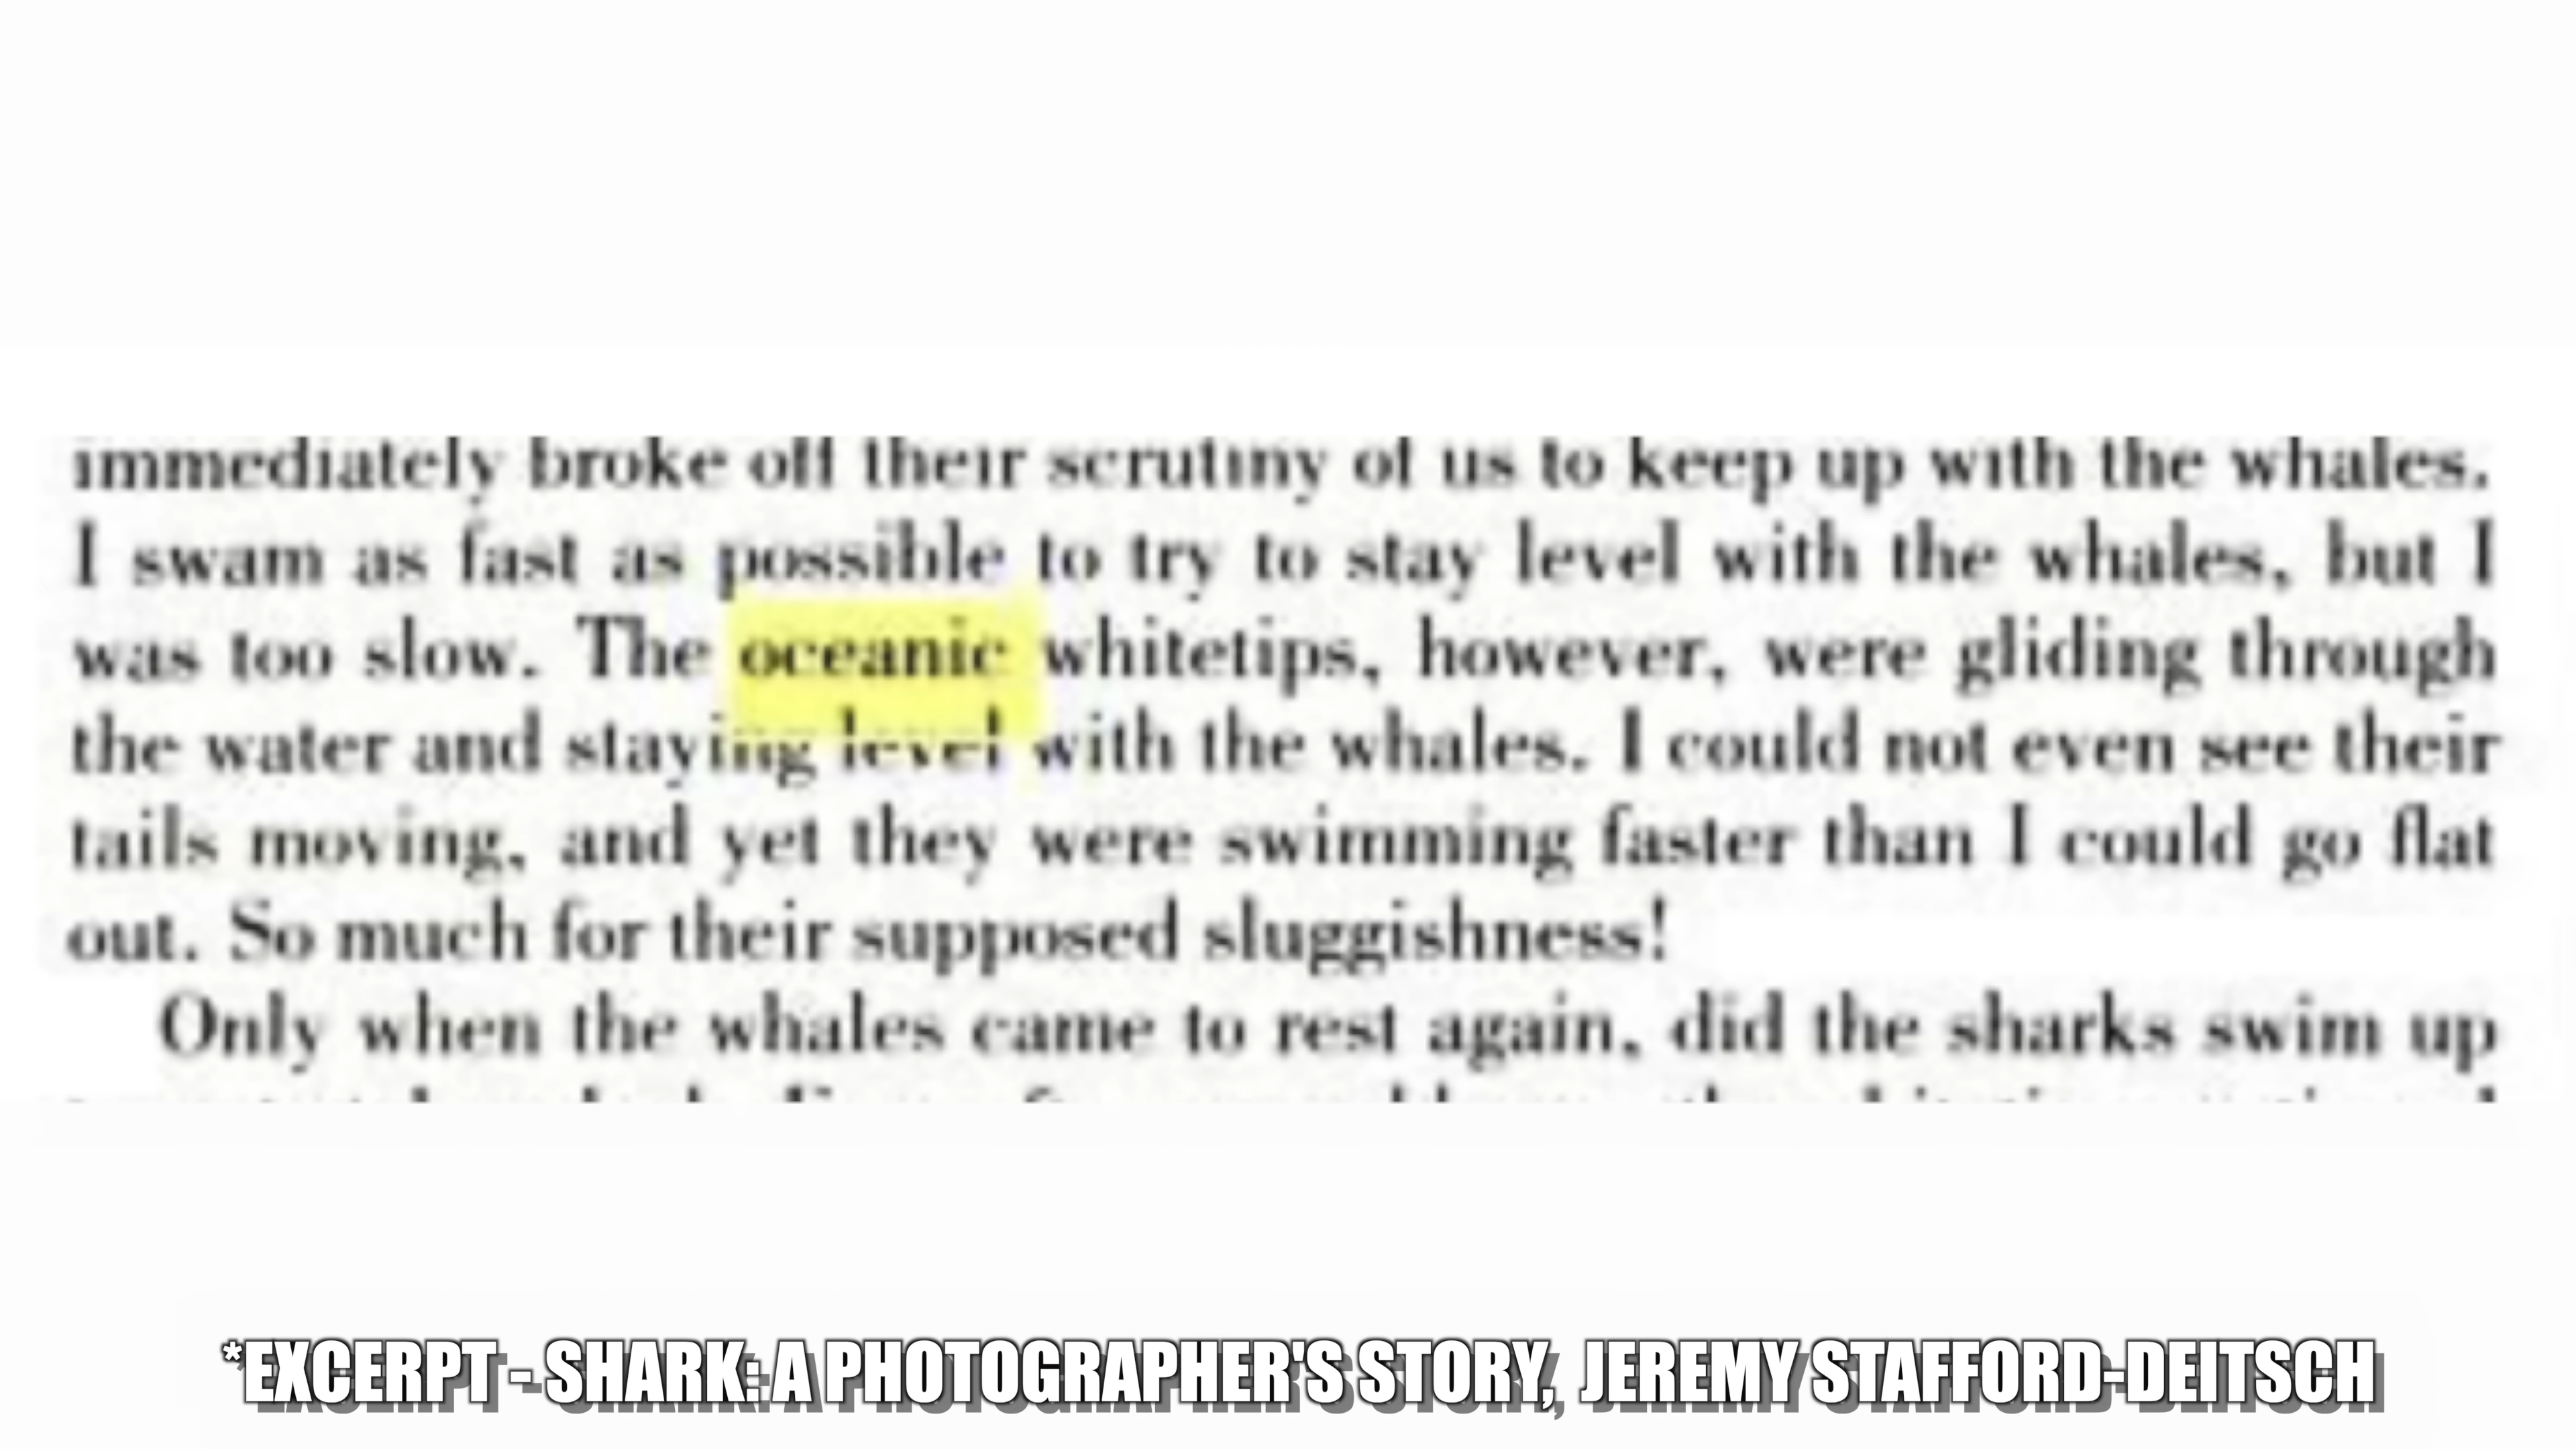 immediately broke off their scrutiny of us to keep up with the whales.
I swam as fast as possible to try to stay level with the whales, but I
was too slow. The oceanic whitetips, however, were gliding through
the water and staying level with the whales. I could not even see their
tails moving, and yet they were swimming faster than I could go flat
out. So much for their supposed sluggishness!
Only when the whales came to rest again, did the sharks swim up
*EXCERPT - SHARK: A PHOTOGRAPHER'S STORY, JEREMY STAFFORD-DEITSCH